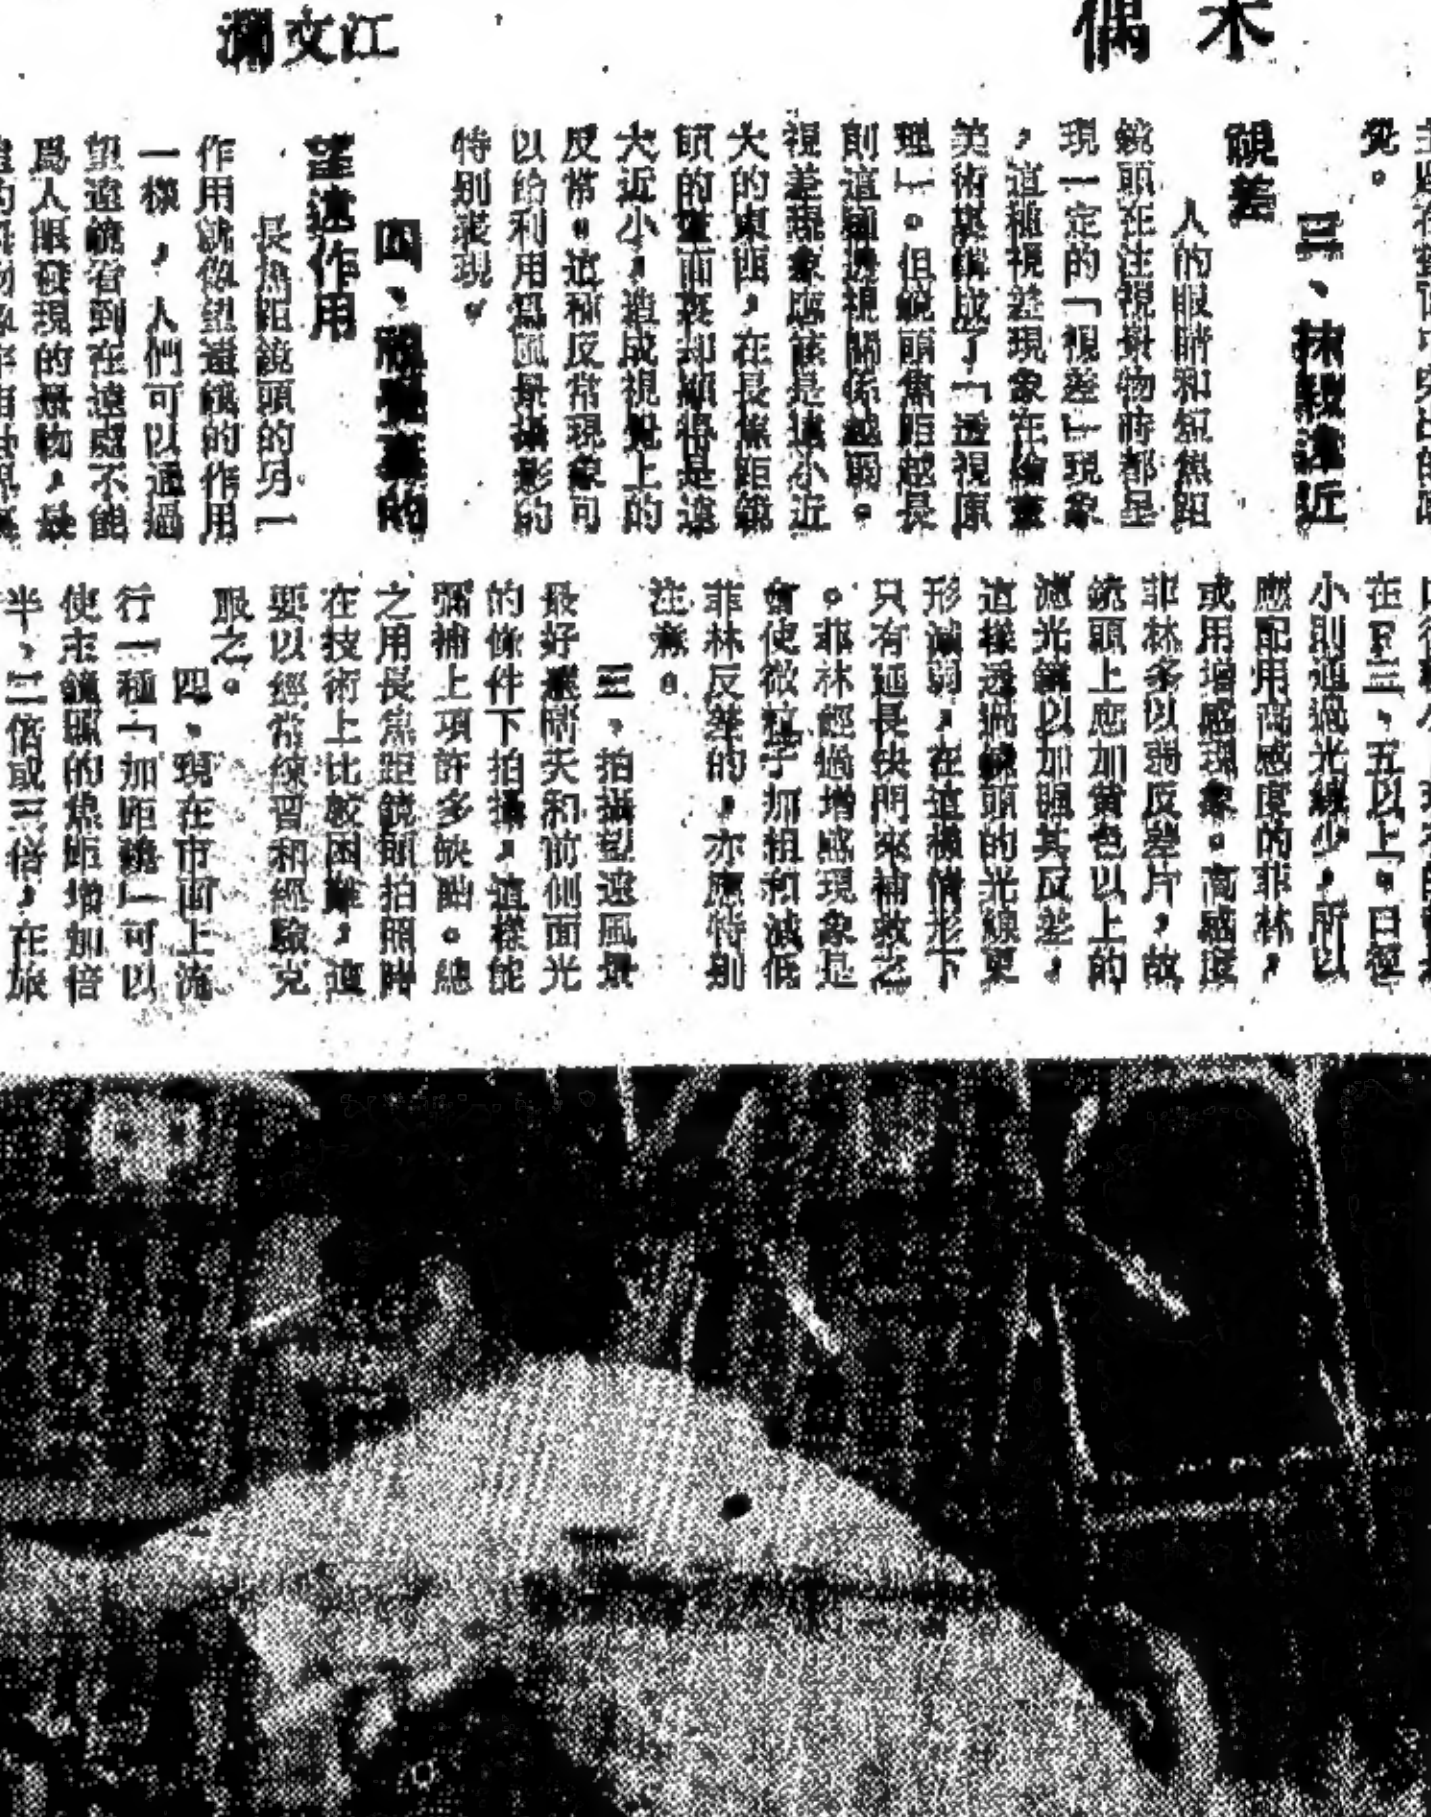 木偶
江文瀾
覺。
三、抹殺遠近
視差
人的眼睛和短焦距
鏡頭在注視景物時都呈
現一定的「視差」現象
，這種視差現象在繪畫
美術裏構成了「透視原
理」。但鏡頭焦距越長
則這種透視關係越弱。
視差現象應該是遠小近
大的東西，在長焦距鏡
頭的畫面裏却顯得是遠
大近小，造成視覺上的
反常。這種反常現象可
以給利用爲風景攝影的
特別表現。
四、視覺裏的
望遠作用
長焦距鏡頭的另一
作用就像望遠鏡的作用
一樣，人們可以通過
望遠鏡看到在遠處不能
爲人眼發現的景物，最
小則通過光線少，所以
應配用高感度的菲林，
或用增感現象。高感度
菲林多以弱反差片，故
鏡頭上應加黃色以上的
濾光鏡以加強其反差，
這樣透過鏡頭的光線更
形減弱，在這種情形下
只有延長快門來補救之
。菲林經過增感現象是
會使微粒子加粗和減低
菲林反差的，亦應特別
注意。
三、拍攝望遠風景
最好應晴天和前側面光
的條件下拍攝，這樣能
彌補上項許多缺點。總
之用長焦距鏡頭拍照時
在技術上比較困難，這
要以經常練習和經驗克
服之。
四、現在市面上流
行一種「加距鏡」可以
使主鏡頭的焦距增加倍
半，二倍或三倍，在旅